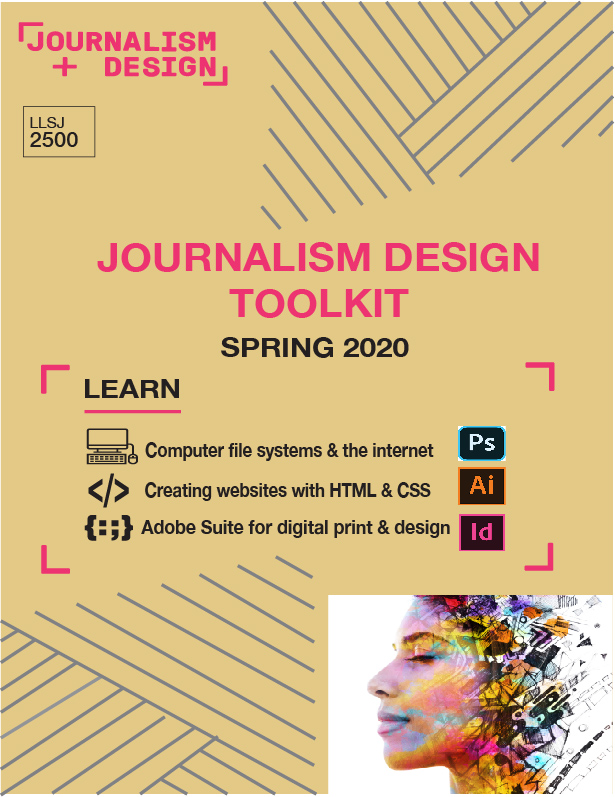 JOURNALISM
+ DESIGN
LLSJ
2500
JOURNALISM DESIGN
TOOLKIT
SPRING 2020
LEARN
Computer file systems & the internet
Ps
</> Creating websites with HTML & CSS
Ai
{:;} Adobe Suite for digital print & design
Id